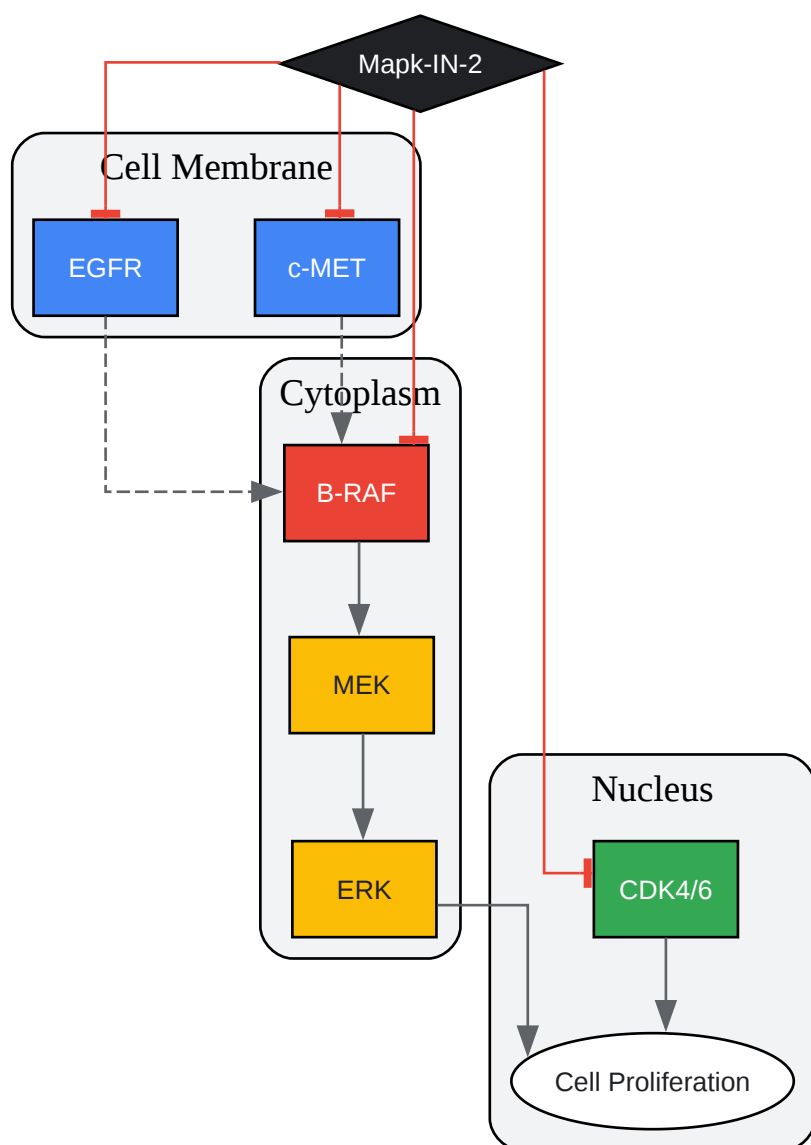 Mapk-IN-2
Cell Membrane
EGFR
c-MET
Cytoplasm
B-RAF
MEK
Nucleus
ERK
CDK4/6
Cell Proliferation